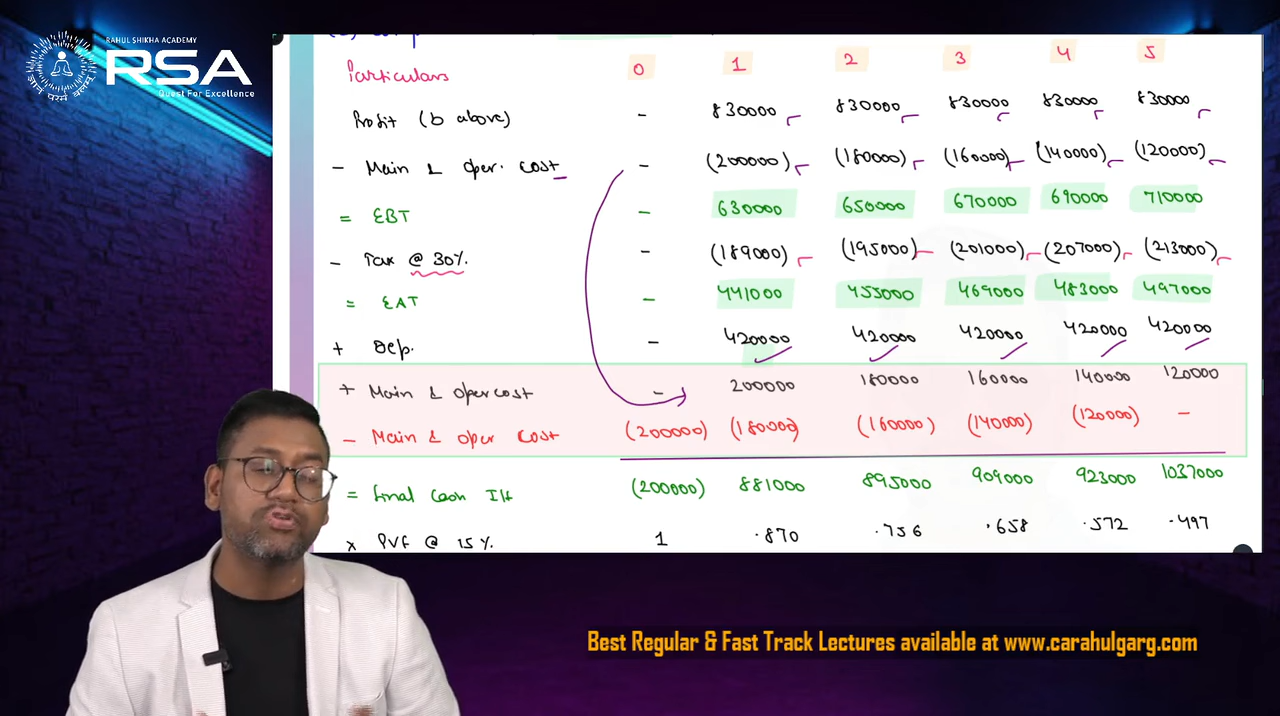 RAHUL SHIKHA ACADEMY
RSA
Quest For Excellence
Particulars 0 1 2 3 4 5
Profit (b above) - 830000 830000 830000 830000 830000
- Main & Oper. Cost - (200000) (180000) (160000) (140000) (120000)
= EBT - 630000 650000 670000 690000 710000
- Tax @ 30%. - (189000) (195000) (201000) (207000) (213000)
= EAT - 441000 455000 469000 483000 497000
+ Dep. - 420000 420000 420000 420000 420000
+ Main & oper cost - 200000 180000 160000 140000 120000
- Main & oper Cost (200000) (180000) (160000) (140000) (120000) -
= Final Cash If (200000) 881000 895000 909000 923000 1037000
x PVF @ 15%. 1 .870 .756 .658 .572 .497
Best Regular & Fast Track Lectures available at www.carahulgarg.com